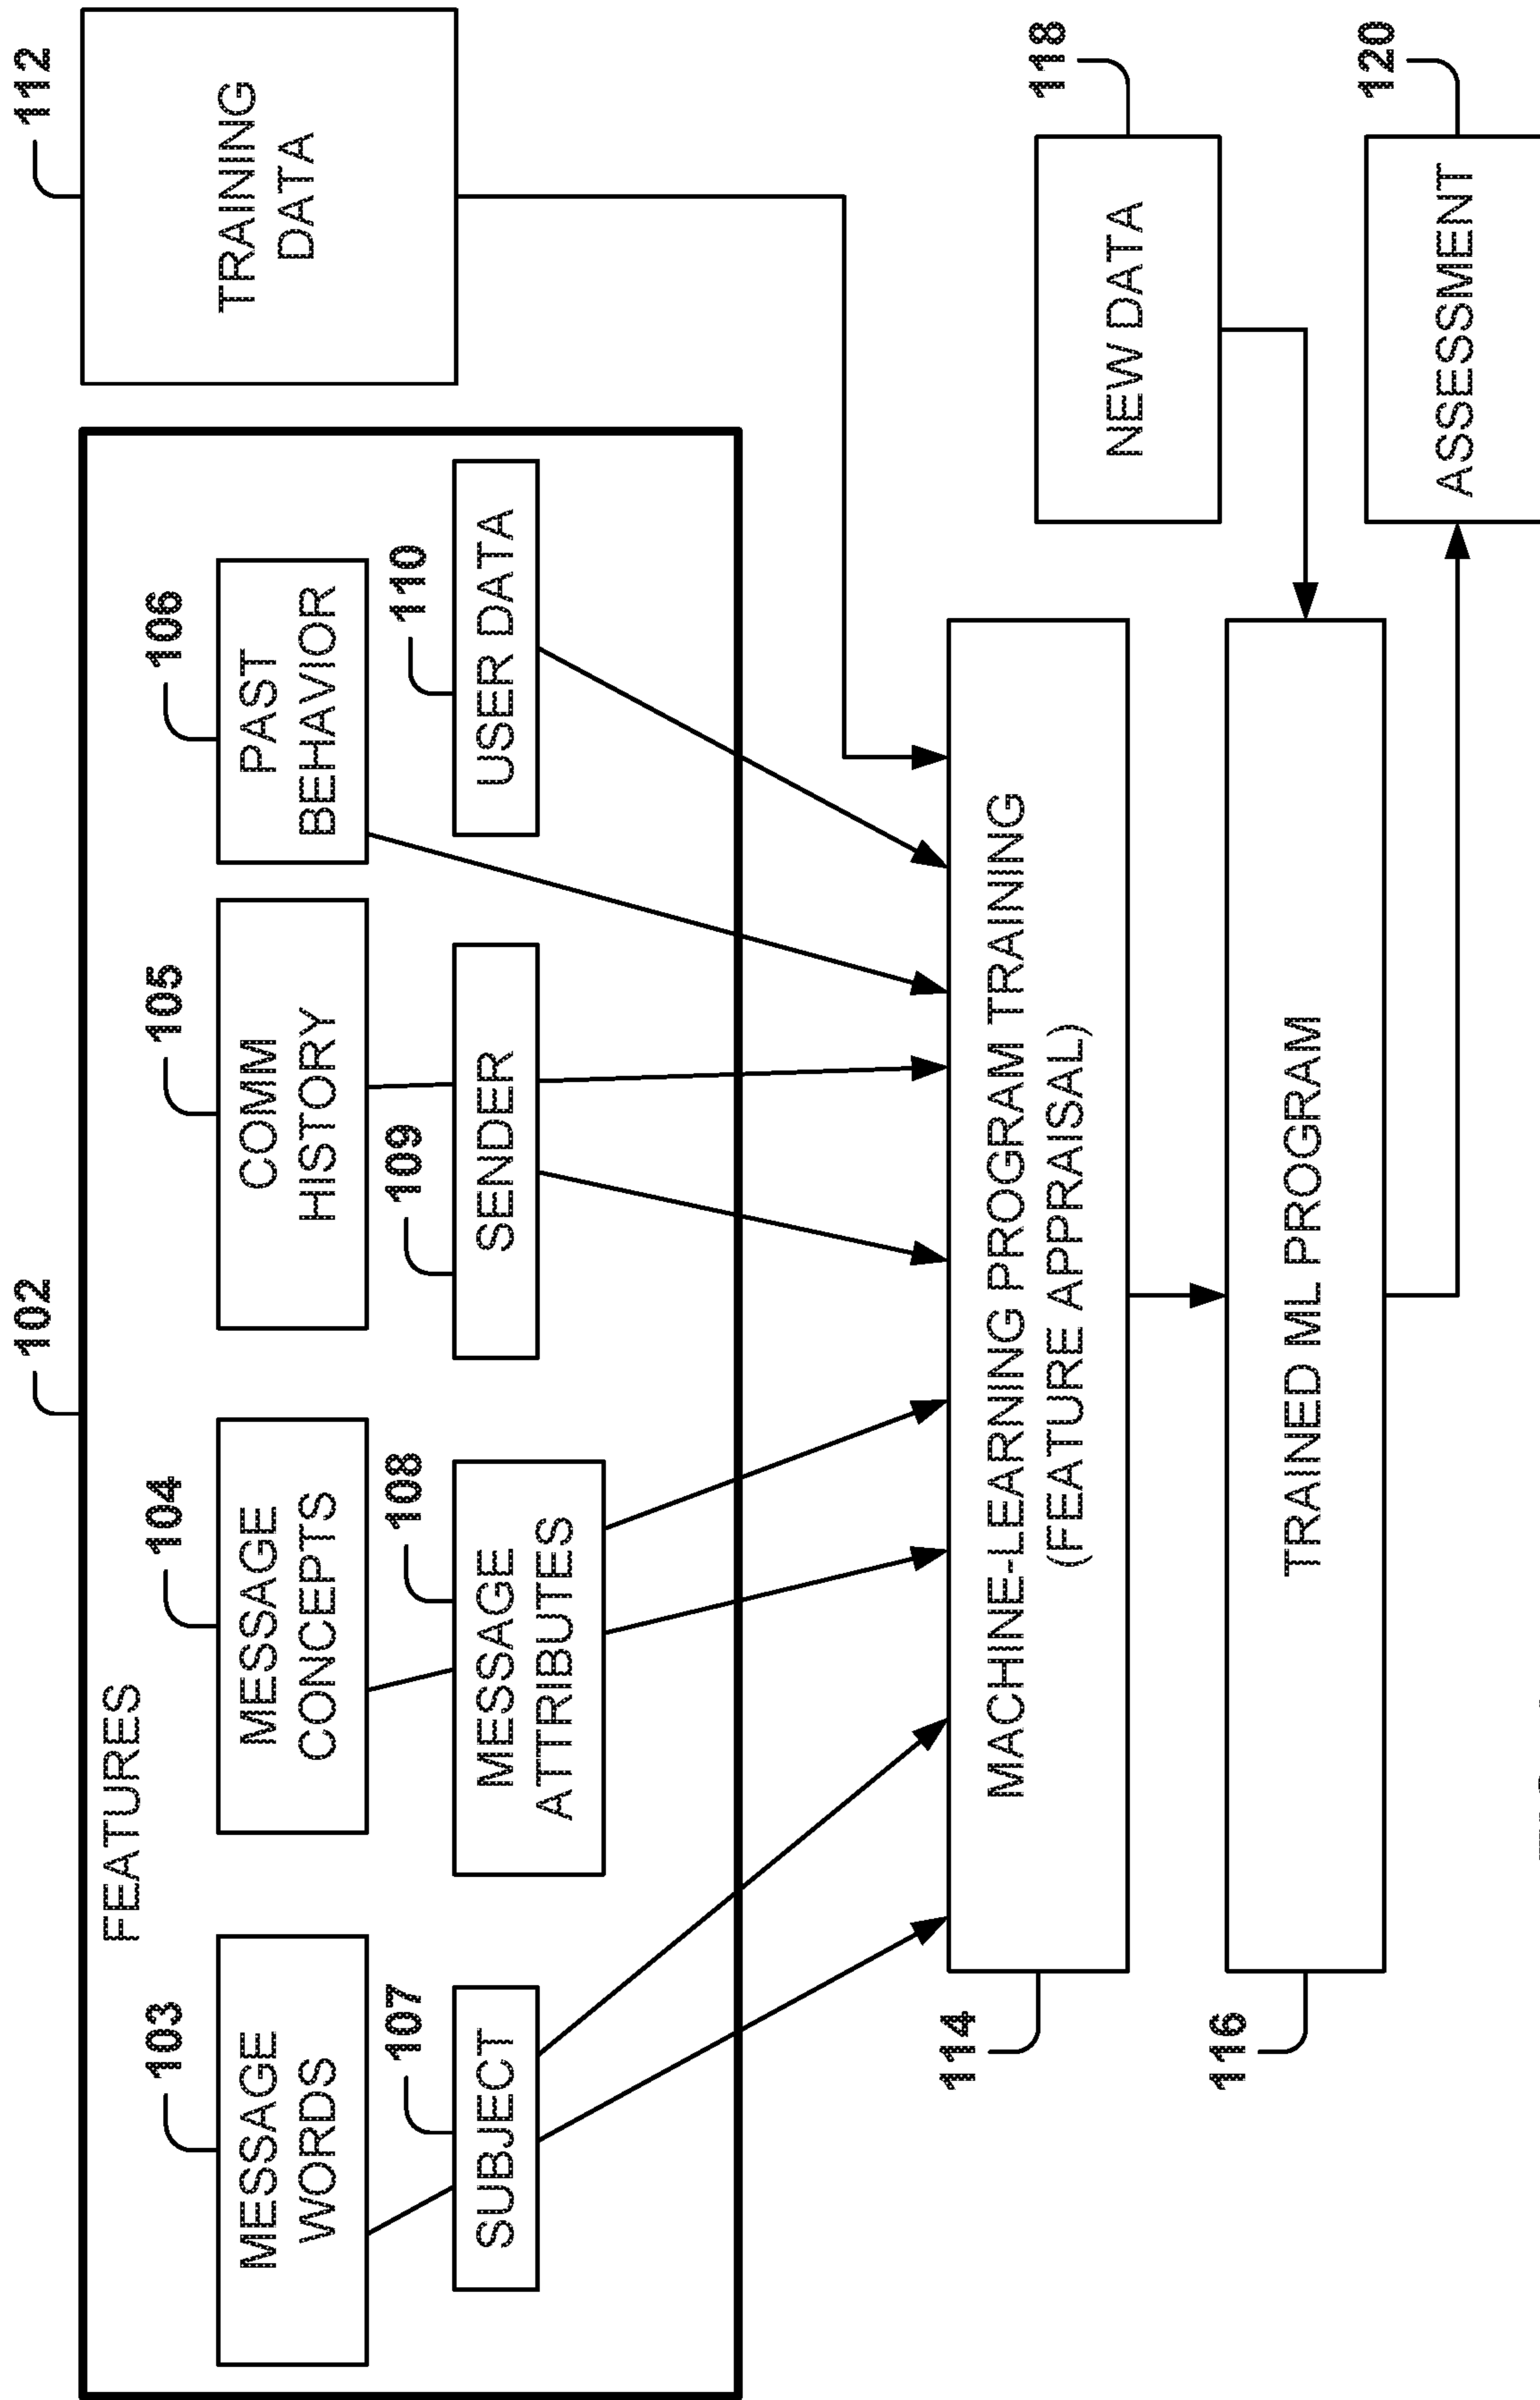 102
112
FEATURES
TRAINING
DATA
103
104
105
106
MESSAGE
WORDS
MESSAGE
CONCEPTS
COMM
HISTORY
PAST
BEHAVIOR
107
108
109
110
SUBJECT
MESSAGE
ATTRIBUTES
SENDER
USER DATA
114
MACHINE-LEARNING PROGRAM TRAINING
(FEATURE APPRAISAL)
118
NEW DATA
116
TRAINED ML PROGRAM
120
ASSESSMENT